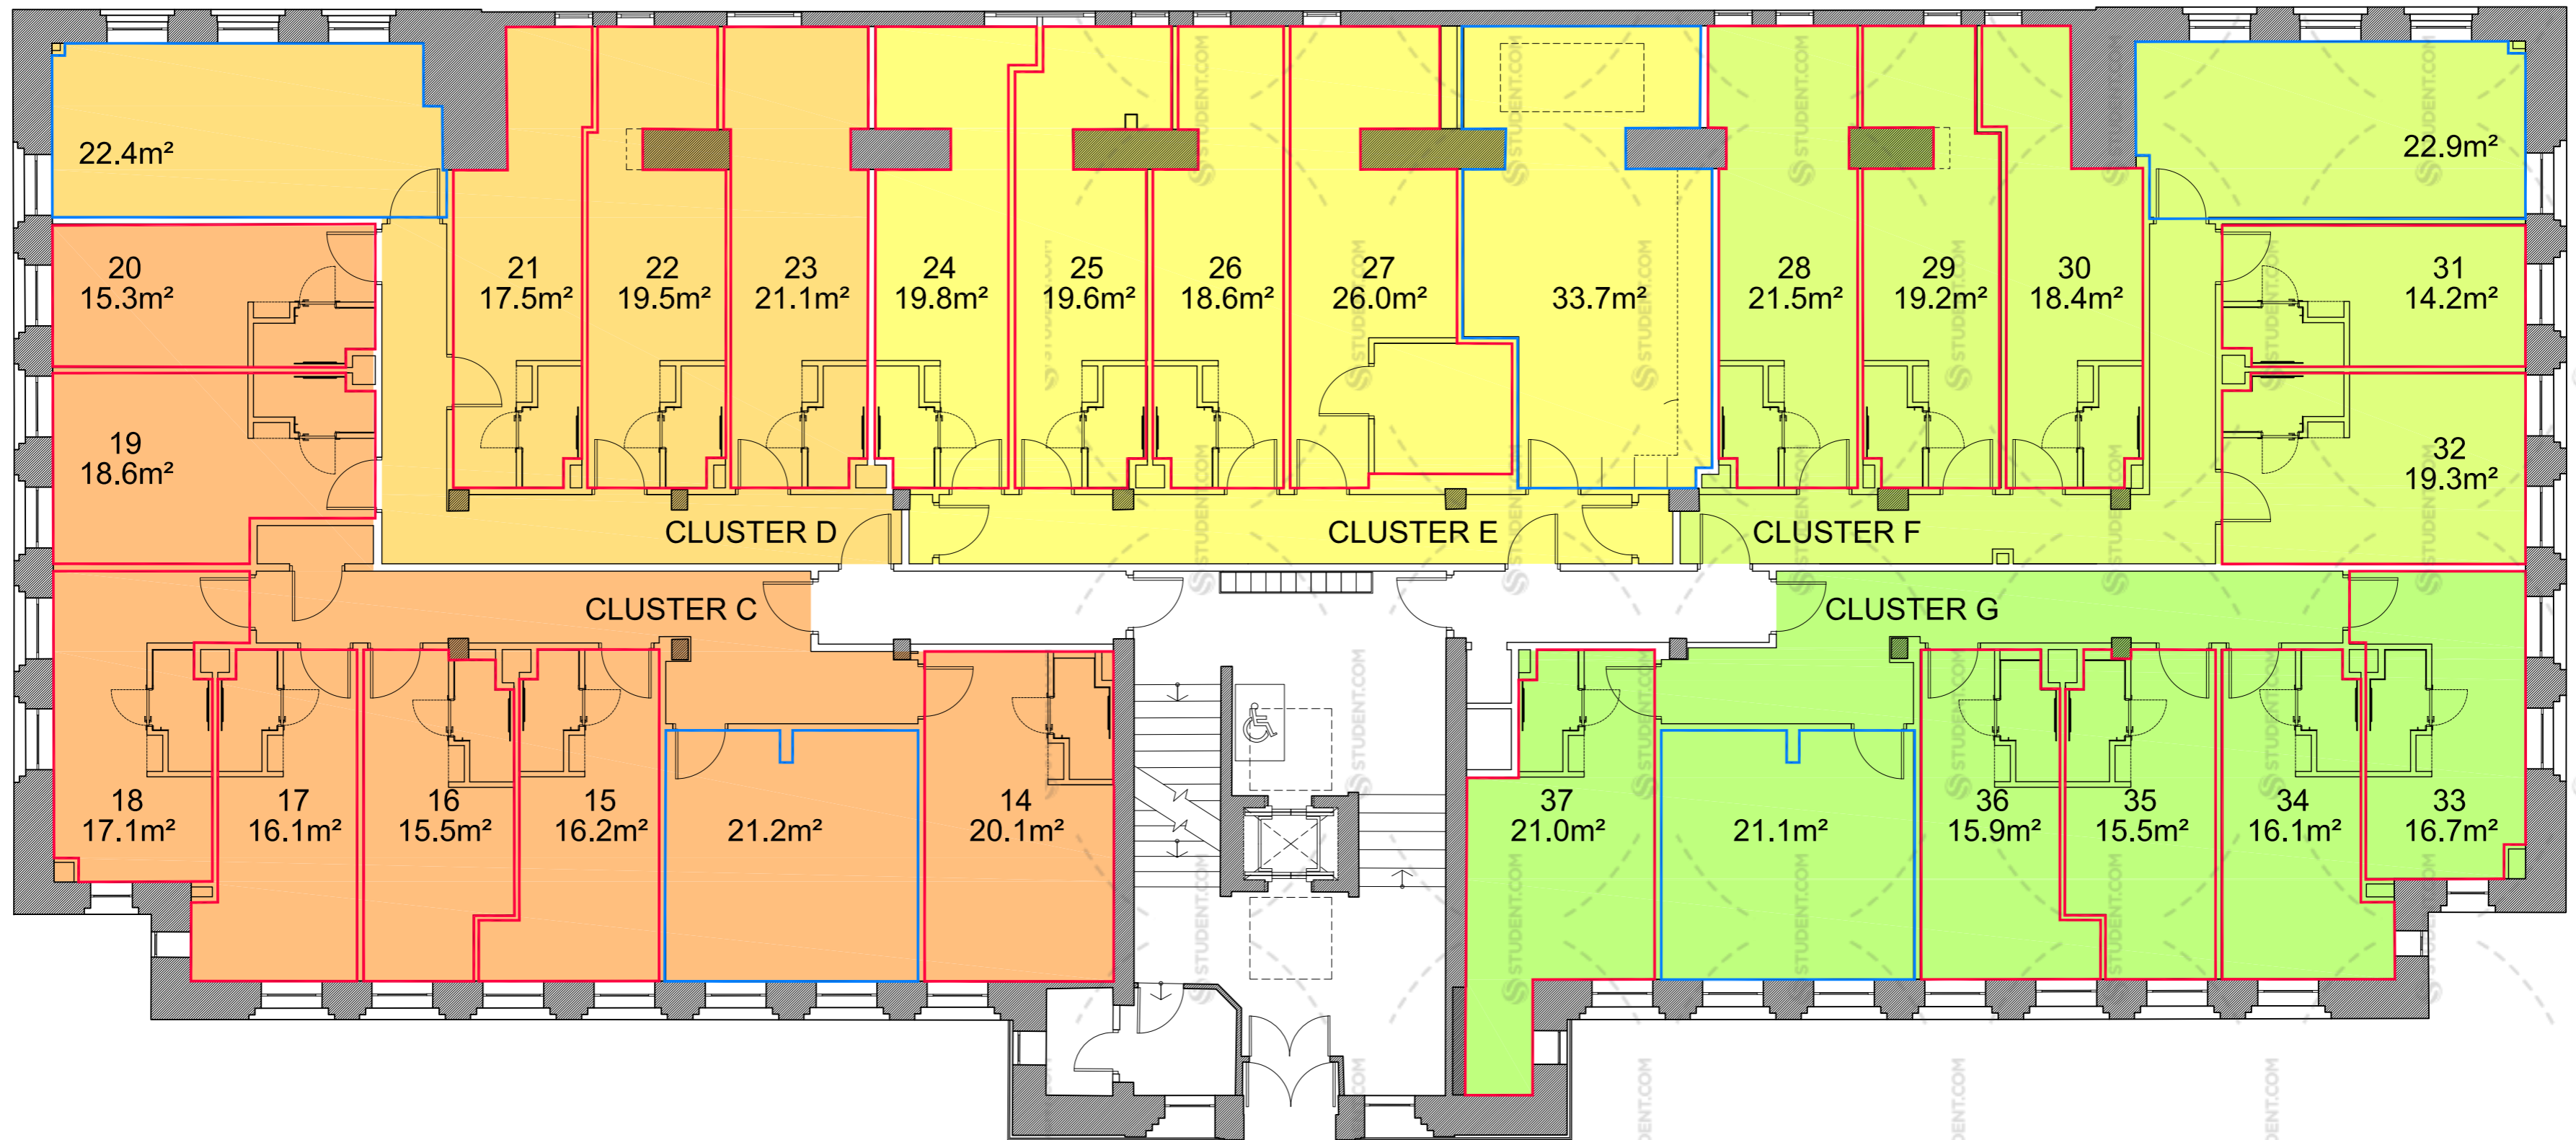 22.4m²
22.9m²
20
15.3m²
21
17.5m²
22
19.5m²
23
21.1m²
24
19.8m²
25
19.6m²
26
18.6m²
27
26.0m²
33.7m²
28
21.5m²
29
19.2m²
30
18.4m²
31
14.2m²
19
18.6m²
32
19.3m²
CLUSTER D
CLUSTER E
CLUSTER F
CLUSTER C
CLUSTER G
18
17.1m²
17
16.1m²
16
15.5m²
15
16.2m²
21.2m²
14
20.1m²
37
21.0m²
21.1m²
36
15.9m²
35
15.5m²
34
16.1m²
33
16.7m²
STUDENT.COM